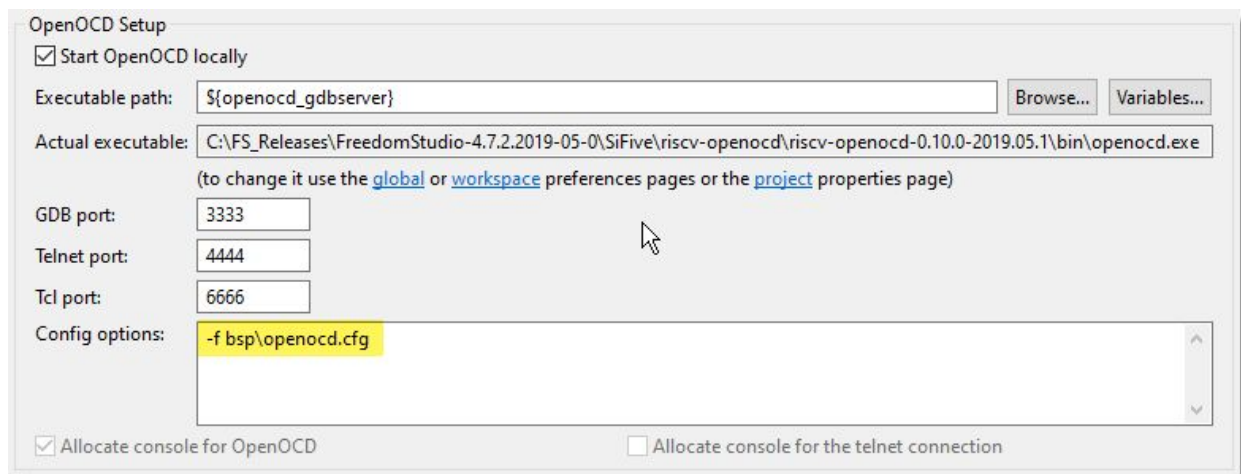 OpenOCD Setup
Start OpenOCD locally
Executable path: ${openocd_gdbserver} Browse... Variables...
Actual executable: C:\FS_Releases\FreedomStudio-4.7.2.2019-05-0\SiFive\riscv-openocd\riscv-openocd-0.10.0-2019.05.1\bin\openocd.exe
(to change it use the global or workspace preferences pages or the project properties page)
GDB port: 3333
Telnet port: 4444
Tcl port: 6666
Config options: -f bsp\openocd.cfg
Allocate console for OpenOCD Allocate console for the telnet connection